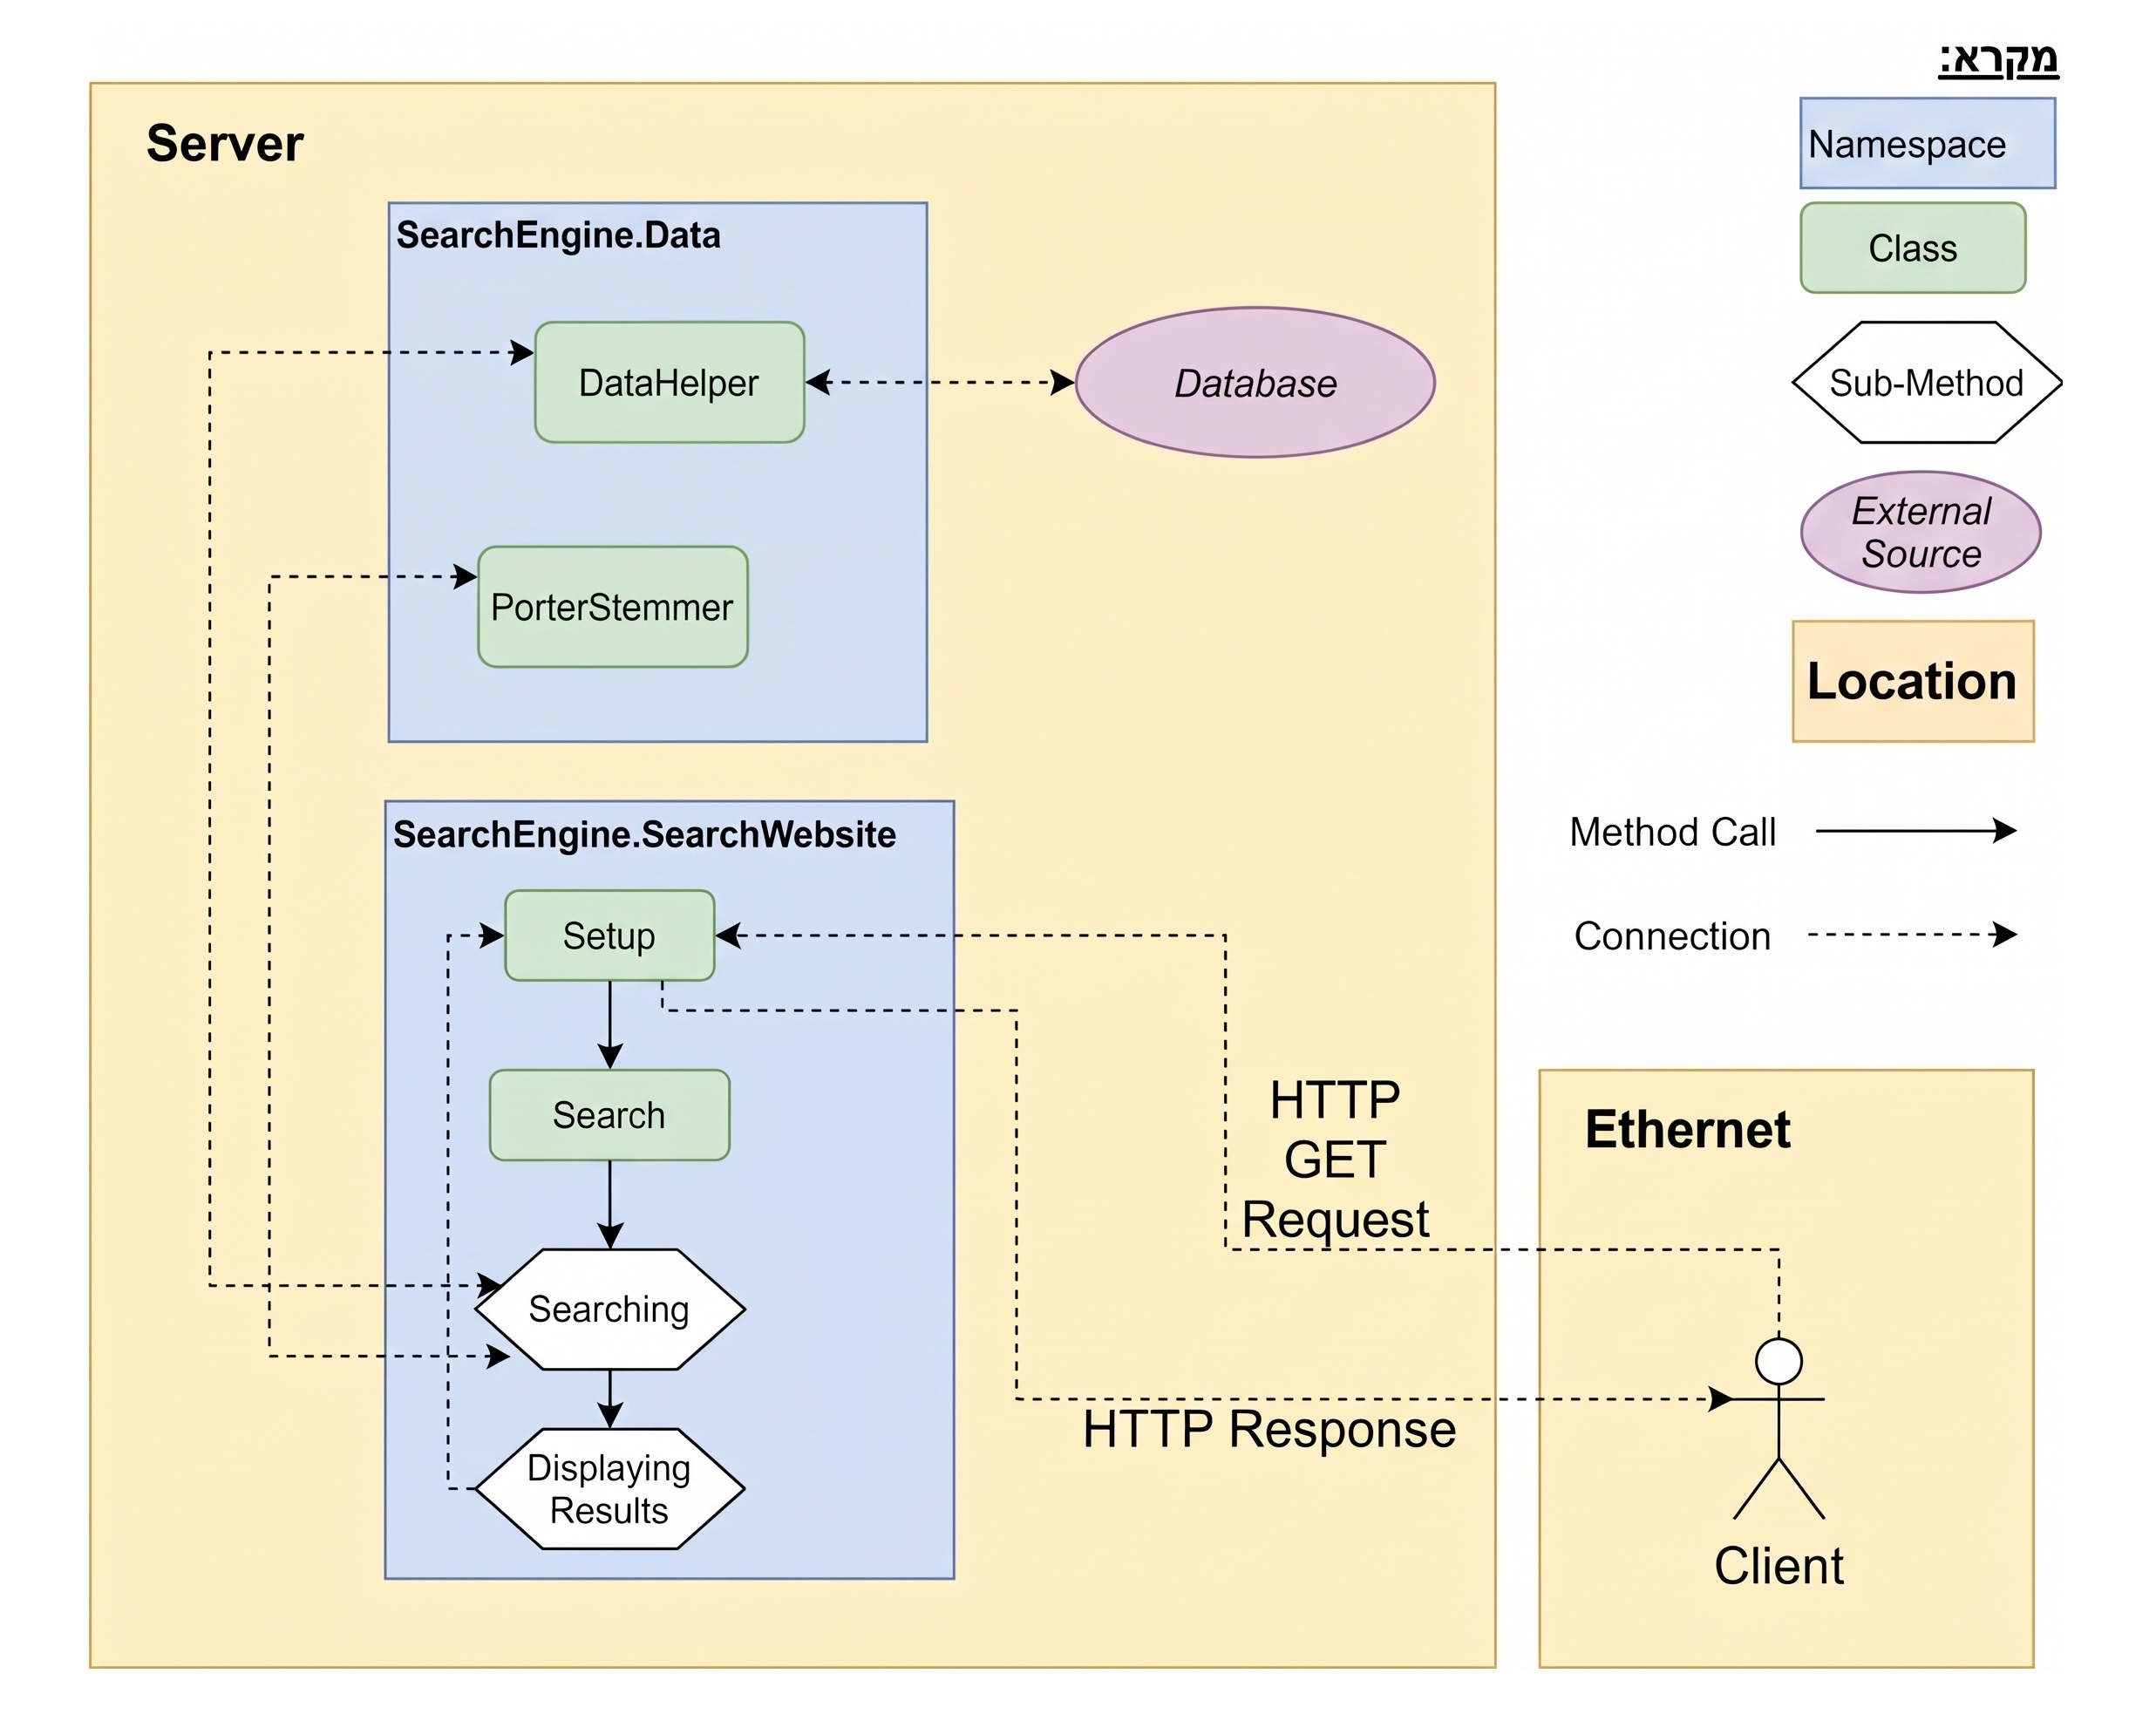 מקרא:
Server
Namespace
SearchEngine.Data
Class
DataHelper
Database
Sub-Method
External
Source
PorterStemmer
Location
SearchEngine.SearchWebsite
Method Call
Setup
Connection
Search
HTTP
GET
Request
Ethernet
Searching
HTTP Response
Displaying
Results
Client